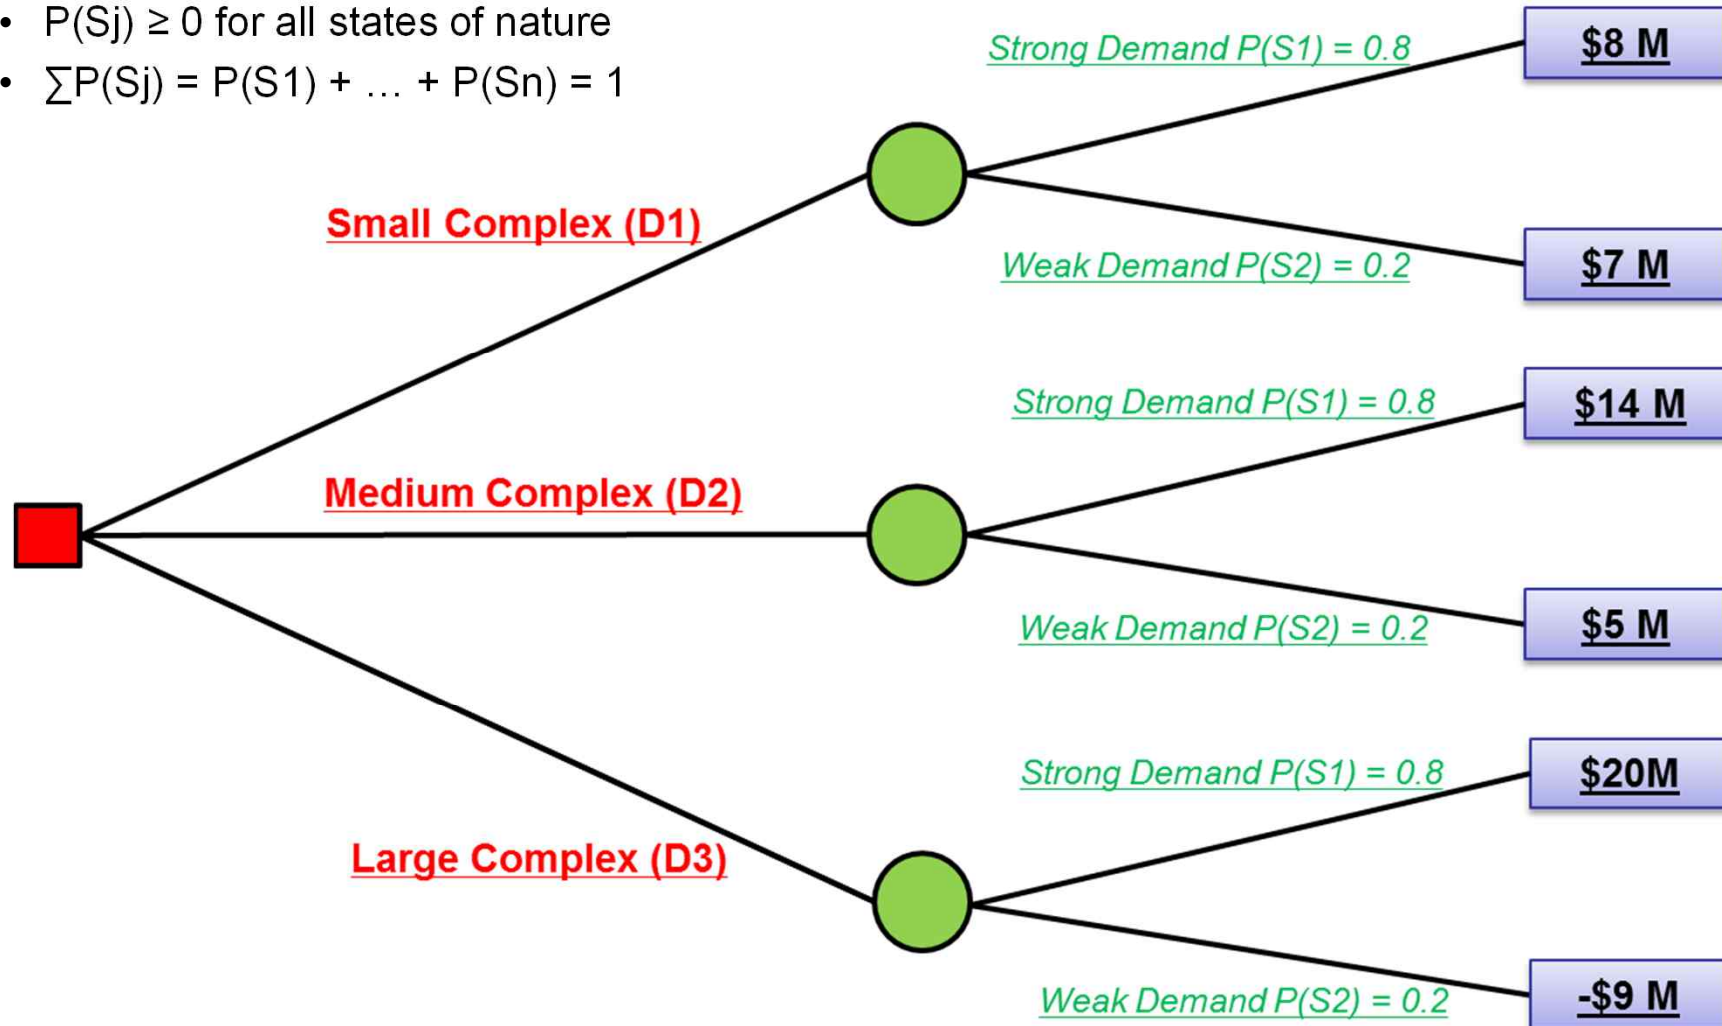 • P(Sj) ≥ 0 for all states of nature
• ∑P(Sj) = P(S1) + … + P(Sn) = 1
Strong Demand P(S1) = 0.8
$8 M
Small Complex (D1)
Weak Demand P(S2) = 0.2
$7 M
Strong Demand P(S1) = 0.8
$14 M
Medium Complex (D2)
Weak Demand P(S2) = 0.2
$5 M
Strong Demand P(S1) = 0.8
$20M
Large Complex (D3)
Weak Demand P(S2) = 0.2
-$9 M